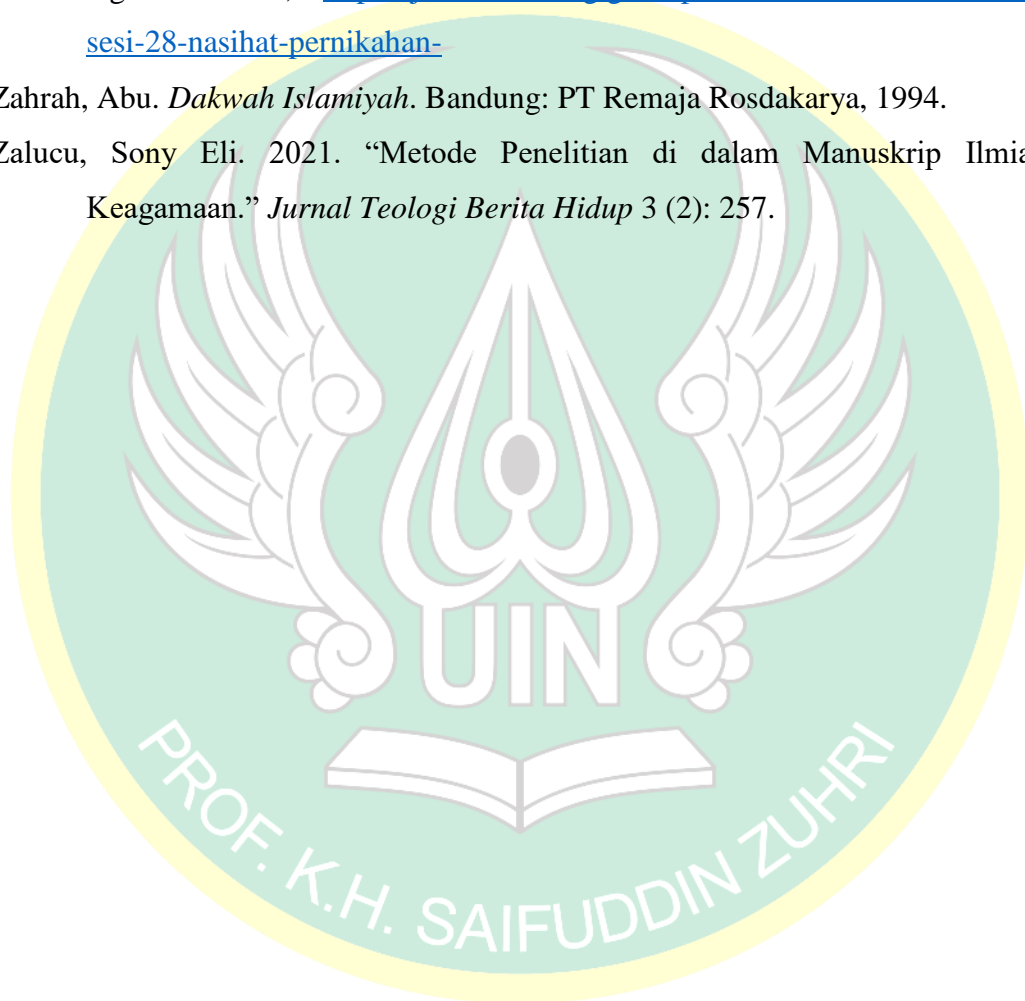 sesi-28-nasihat-pernikahan-
Zahrah, Abu. Dakwah Islamiyah. Bandung: PT Remaja Rosdakarya, 1994.
Zalucu, Sony Eli. 2021. “Metode Penelitian di dalam Manuskrip Ilmia
Keagamaan.” Jurnal Teologi Berita Hidup 3 (2): 257.
UIN
PROF. K.H. SAIFUDDIN ZUHRI